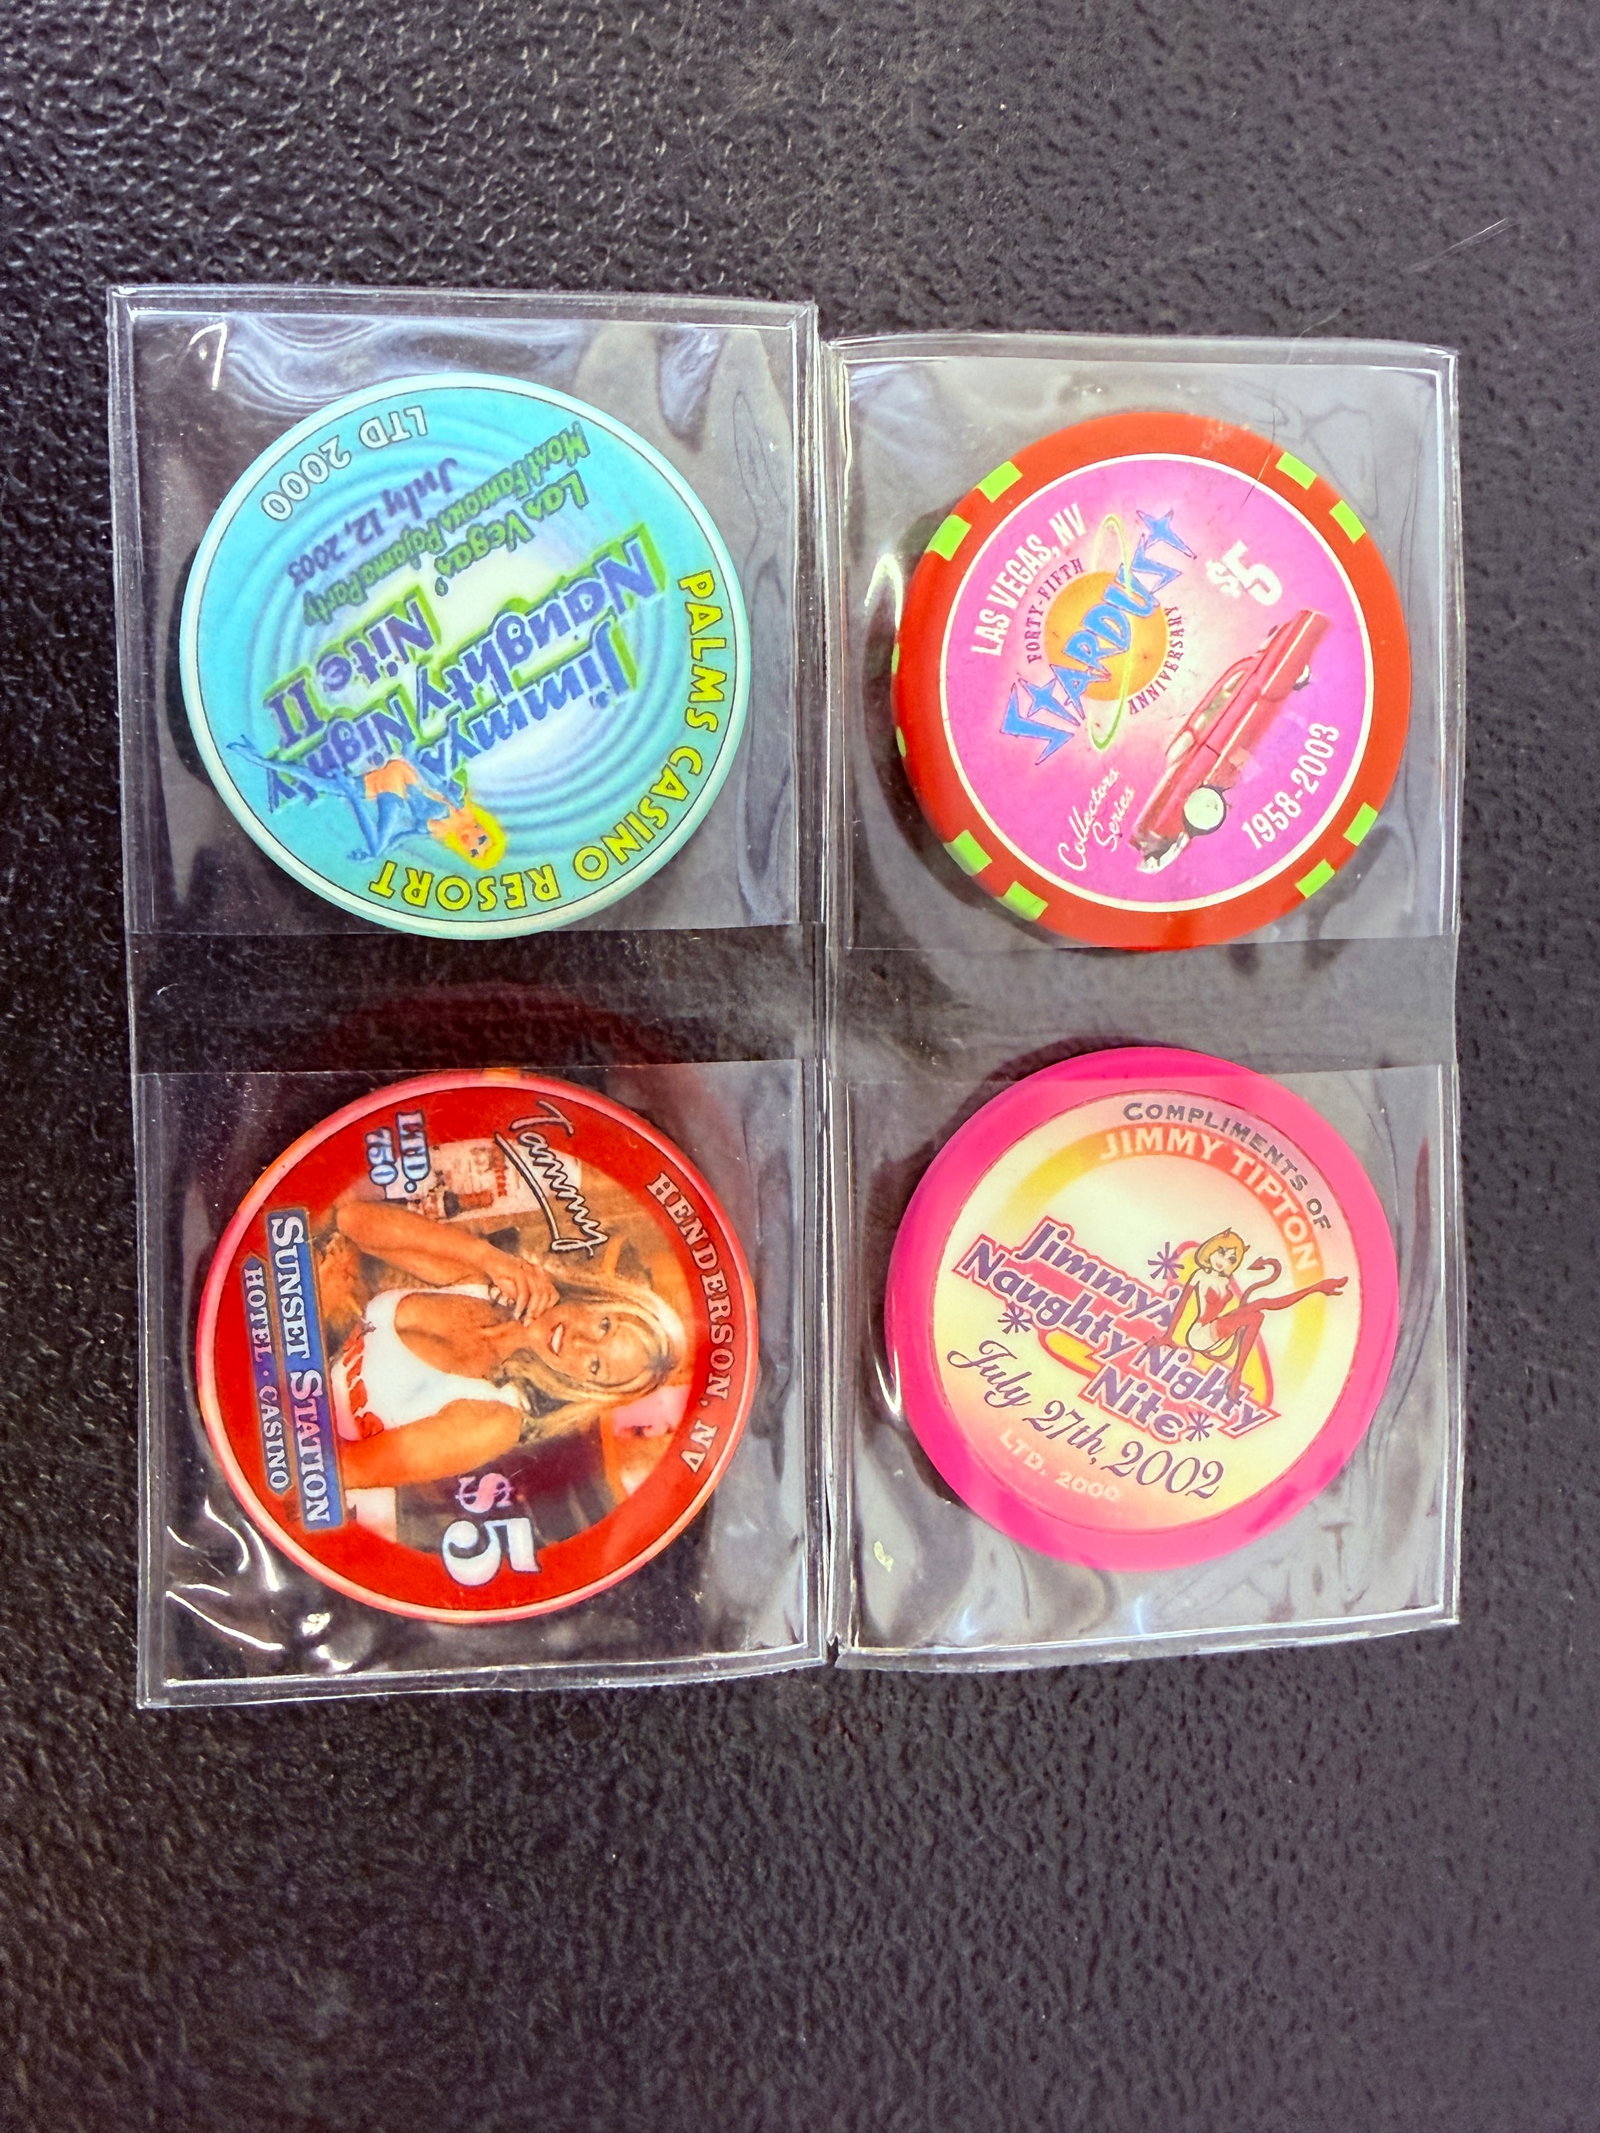 LTD 2000
Jimmy's
Naughty Nighty
Nite II
Las Vegas'
Most Famous Pajama Party
July 12, 2003
PALMS CASINO RESORT
LAS VEGAS, NV
FORTY-FIFTH
STARDUST
ANNIVERSARY
$5
Collectors
Series
1958-2003
HENDERSON, NV
Tammy
LTD.
750
$5
SUNSET STATION
HOTEL · CASINO
COMPLIMENTS OF
JIMMY TIPTON
Jimmy's
Naughty Nighty
Nite
July 27th, 2002
LTD. 2000